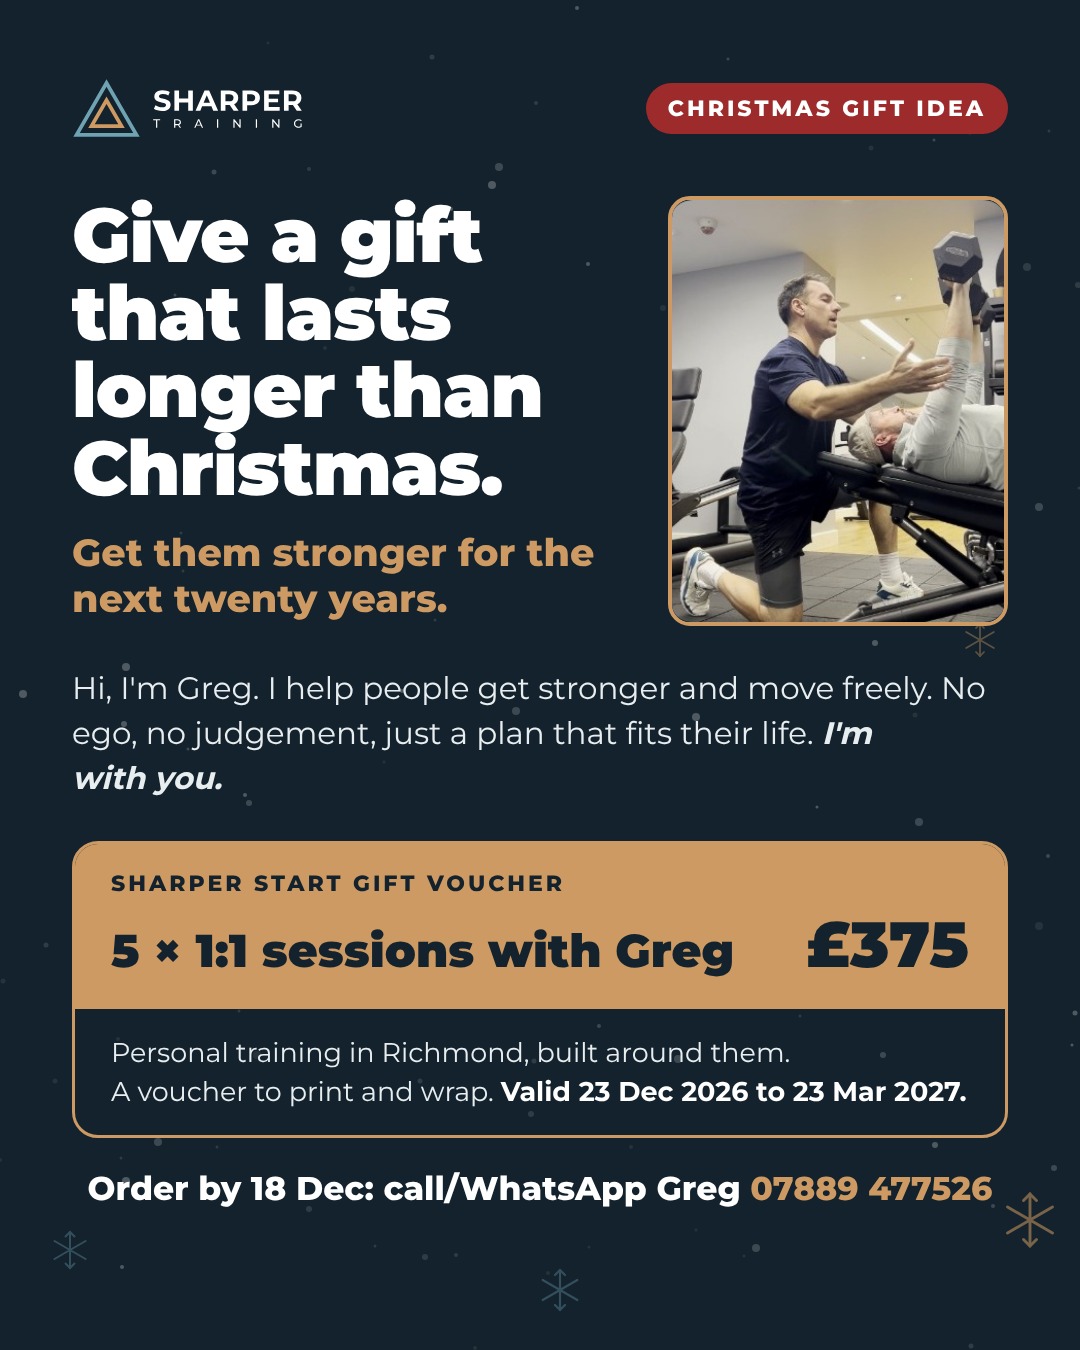 SHARPER
TRAINING
CHRISTMAS GIFT IDEA
Give a gift
that lasts
longer than
Christmas.
Get them stronger for the
next twenty years.
Hi, I'm Greg. I help people get stronger and move freely. No
ego, no judgement, just a plan that fits their life. I'm
with you.
SHARPER START GIFT VOUCHER
5 × 1:1 sessions with Greg £375
Personal training in Richmond, built around them.
A voucher to print and wrap. Valid 23 Dec 2026 to 23 Mar 2027.
Order by 18 Dec: call/WhatsApp Greg 07889 477526